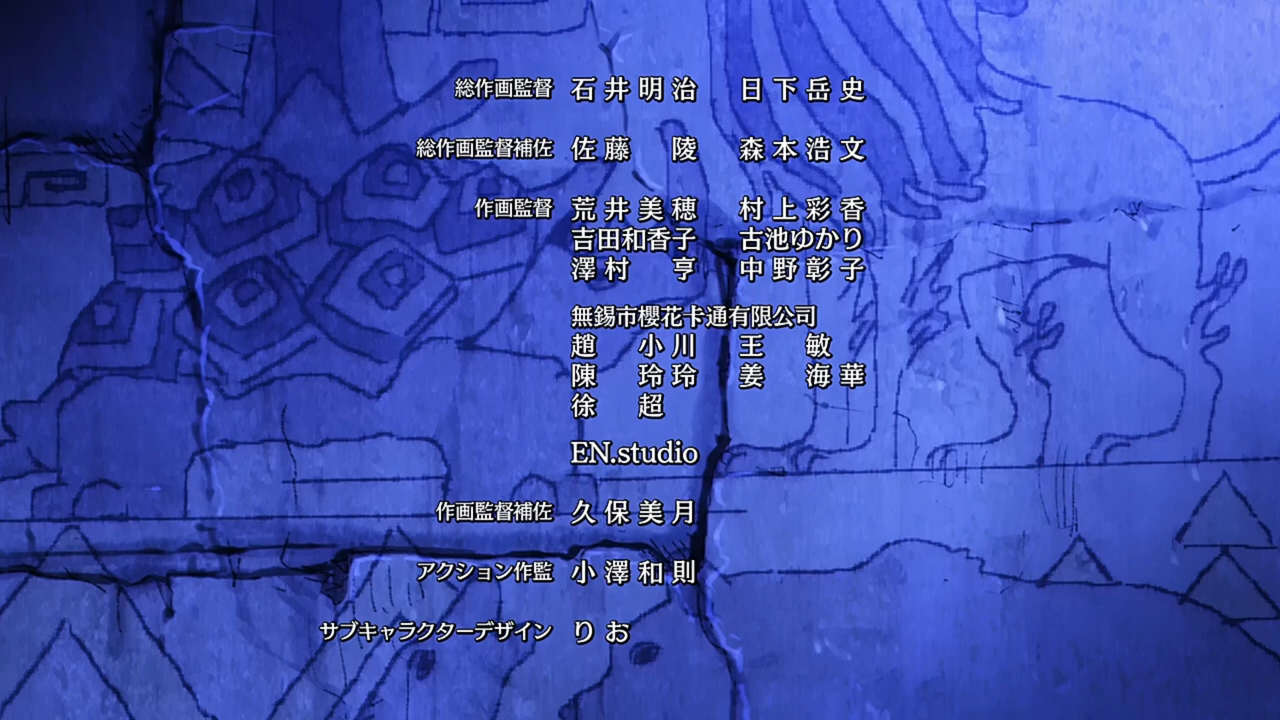 総作画監督 石井明治 日下岳史
総作画監督補佐 佐藤 陵 森本浩文
作画監督 荒井美穂 村上彩香
吉田和香子 古池ゆかり
澤村 亨 中野彰子
無錫市櫻花卡通有限公司
趙 小川 王 敏
陳 玲玲 姜 海華
徐 超
EN.studio
作画監督補佐 久保美月
アクション作監 小澤和則
サブキャラクターデザイン りお